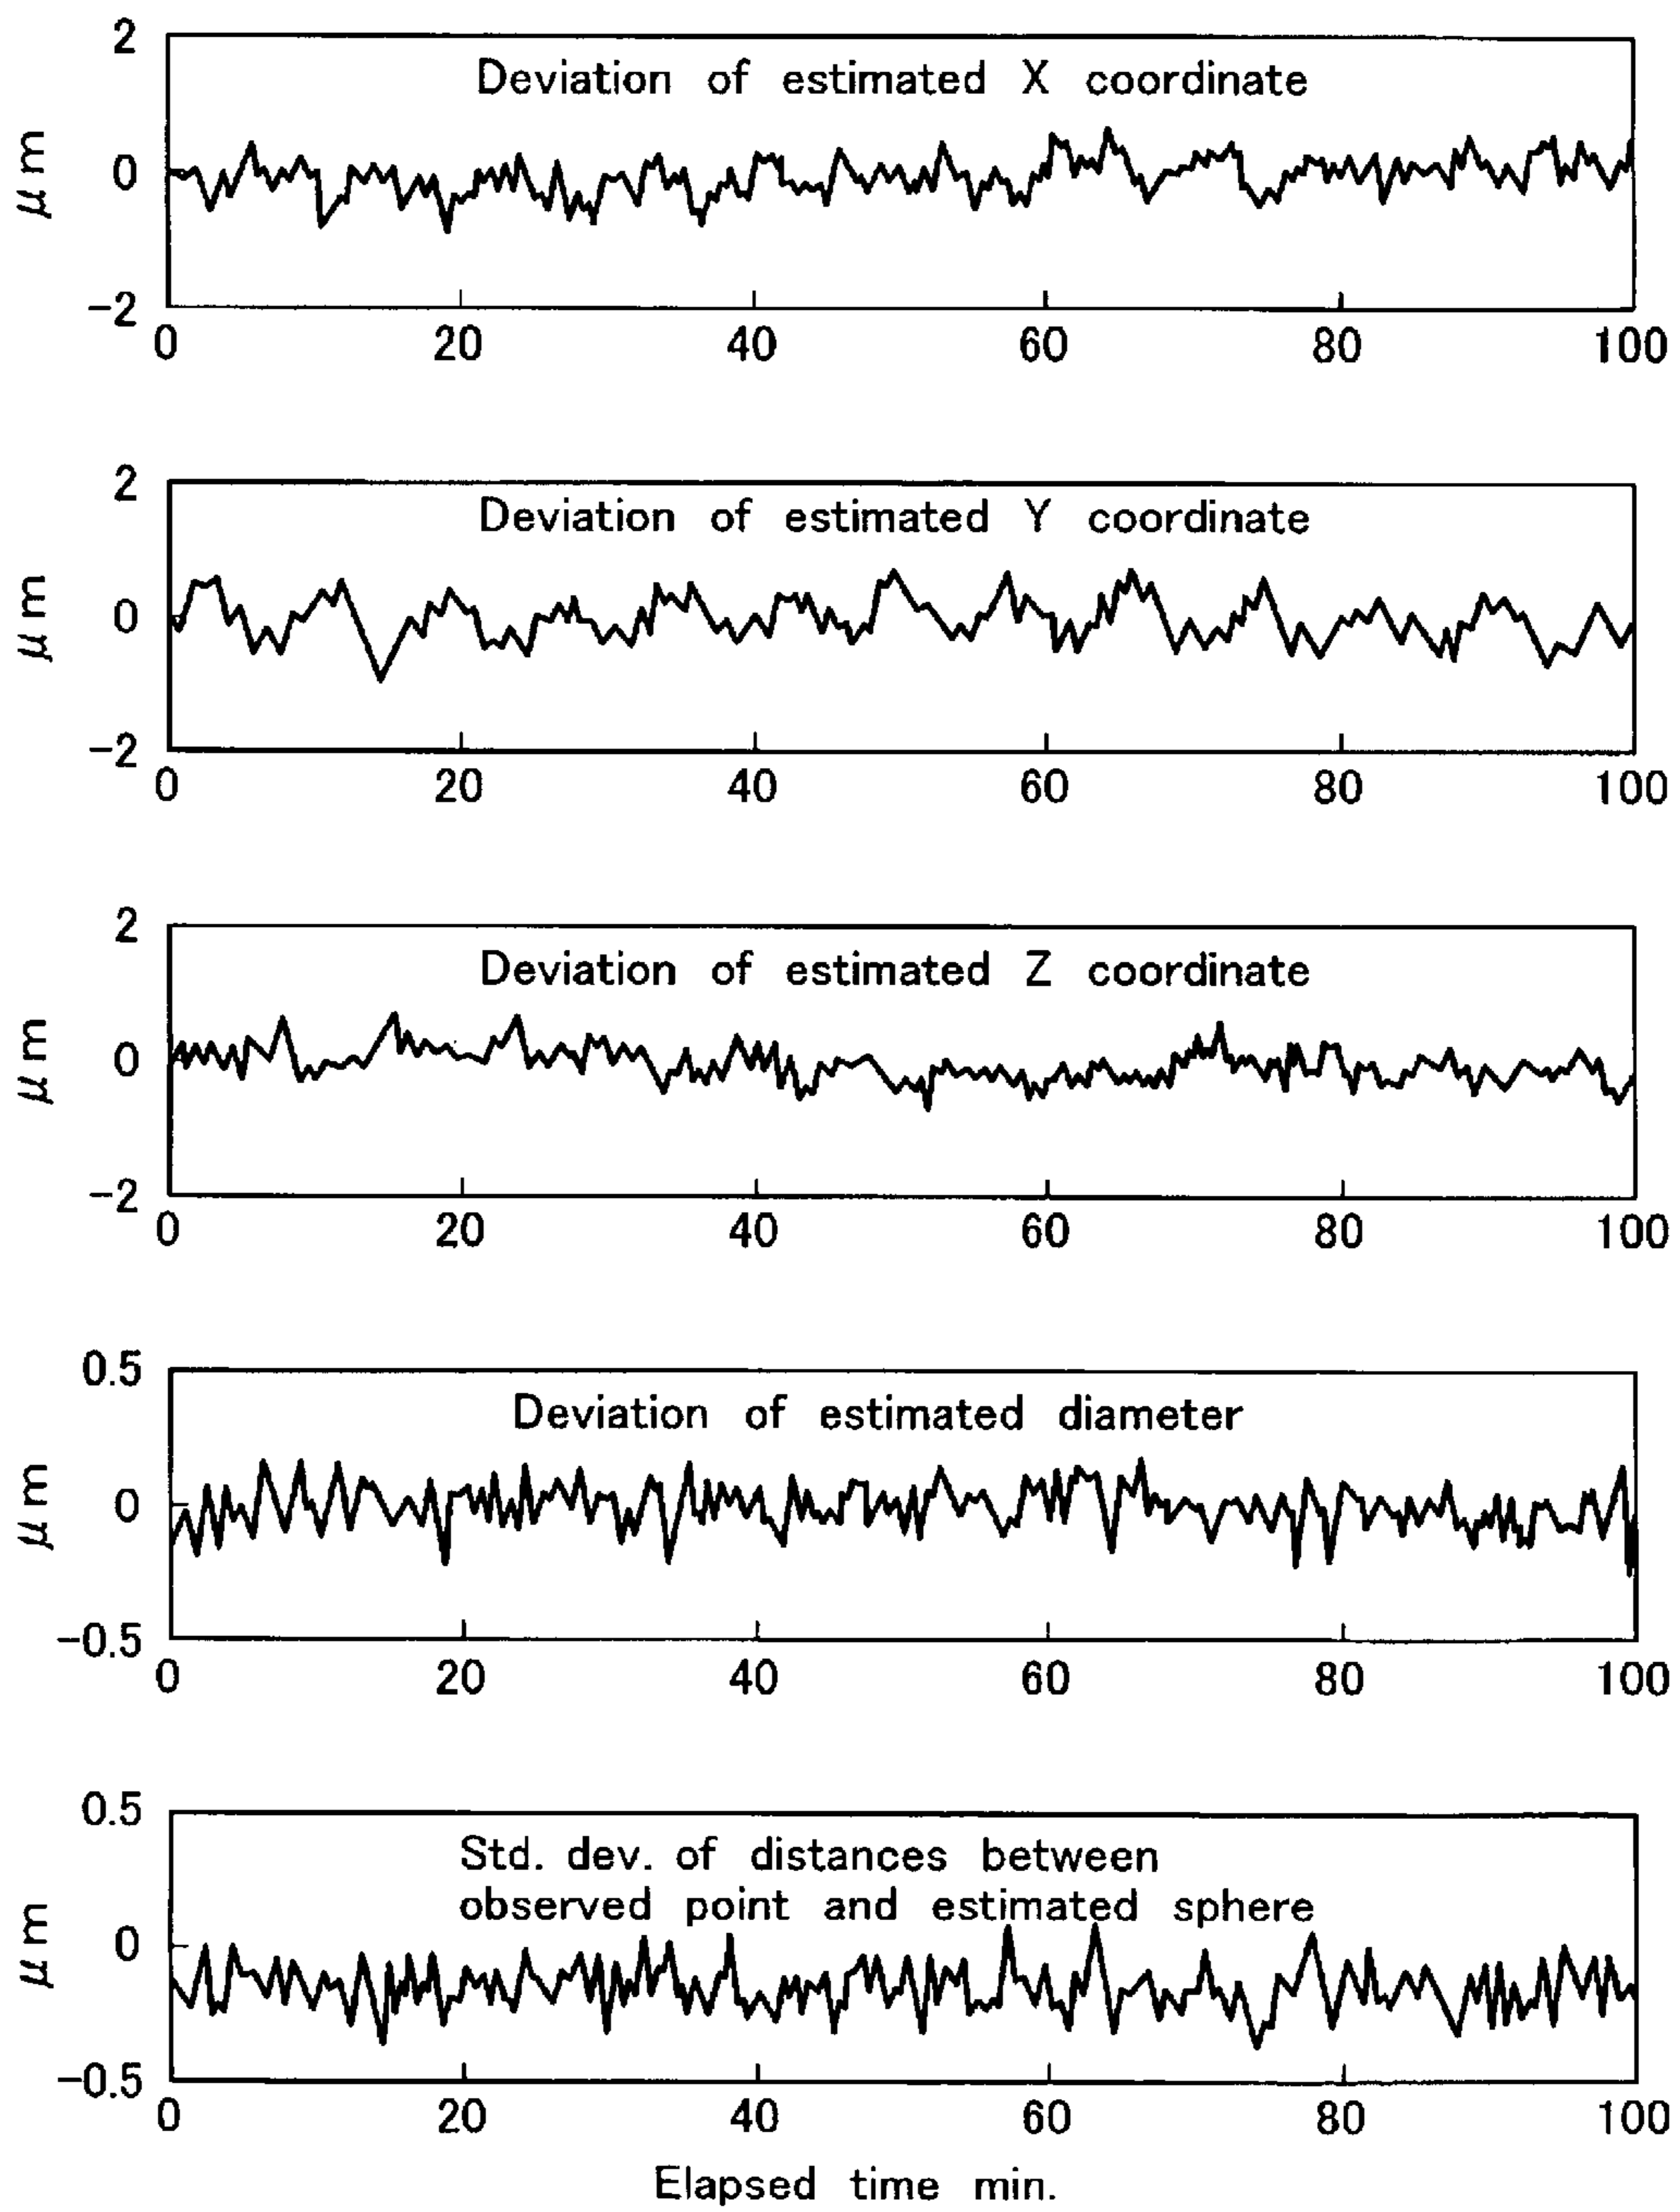 2
Deviation of estimated X coordinate
μm
0
-2
0 20 40 60 80 100
2
Deviation of estimated Y coordinate
μm
0
-2
0 20 40 60 80 100
2
Deviation of estimated Z coordinate
μm
0
-2
0 20 40 60 80 100
0.5
Deviation of estimated diameter
μm
0
-0.5
0 20 40 60 80 100
0.5
Std. dev. of distances between
observed point and estimated sphere
μm
0
-0.5
0 20 40 60 80 100
Elapsed time min.